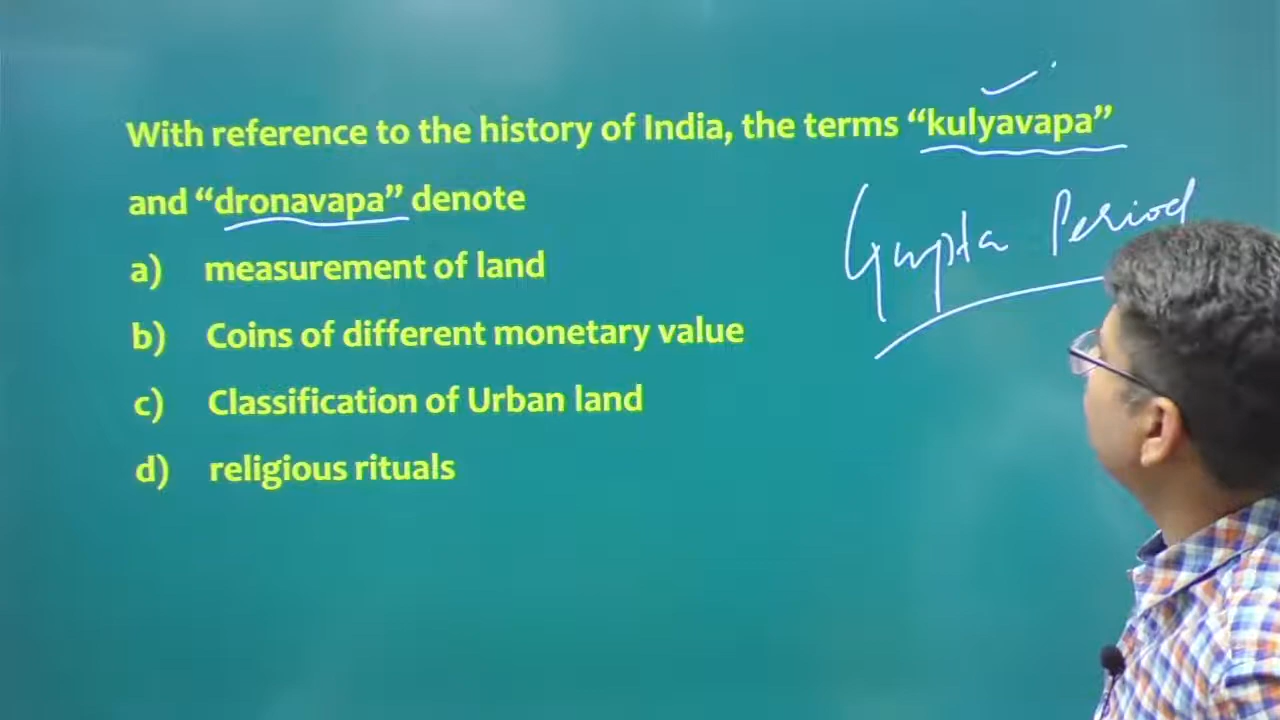 With reference to the history of India, the terms “kulyavapa”
and “dronavapa” denote
Gupta Period
a) measurement of land
b) Coins of different monetary value
c) Classification of Urban land
d) religious rituals